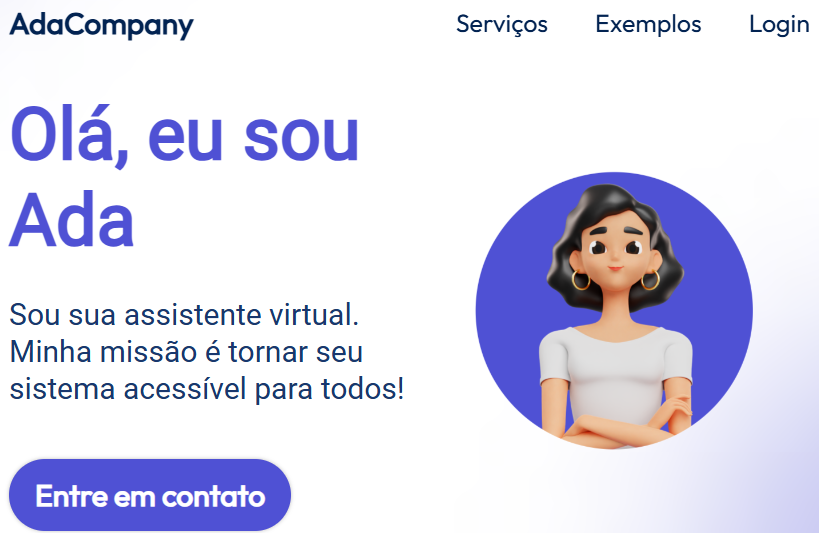 AdaCompany
Serviços
Exemplos
Login
Olá, eu sou
Ada
Sou sua assistente virtual.
Minha missão é tornar seu
sistema acessível para todos!
Entre em contato